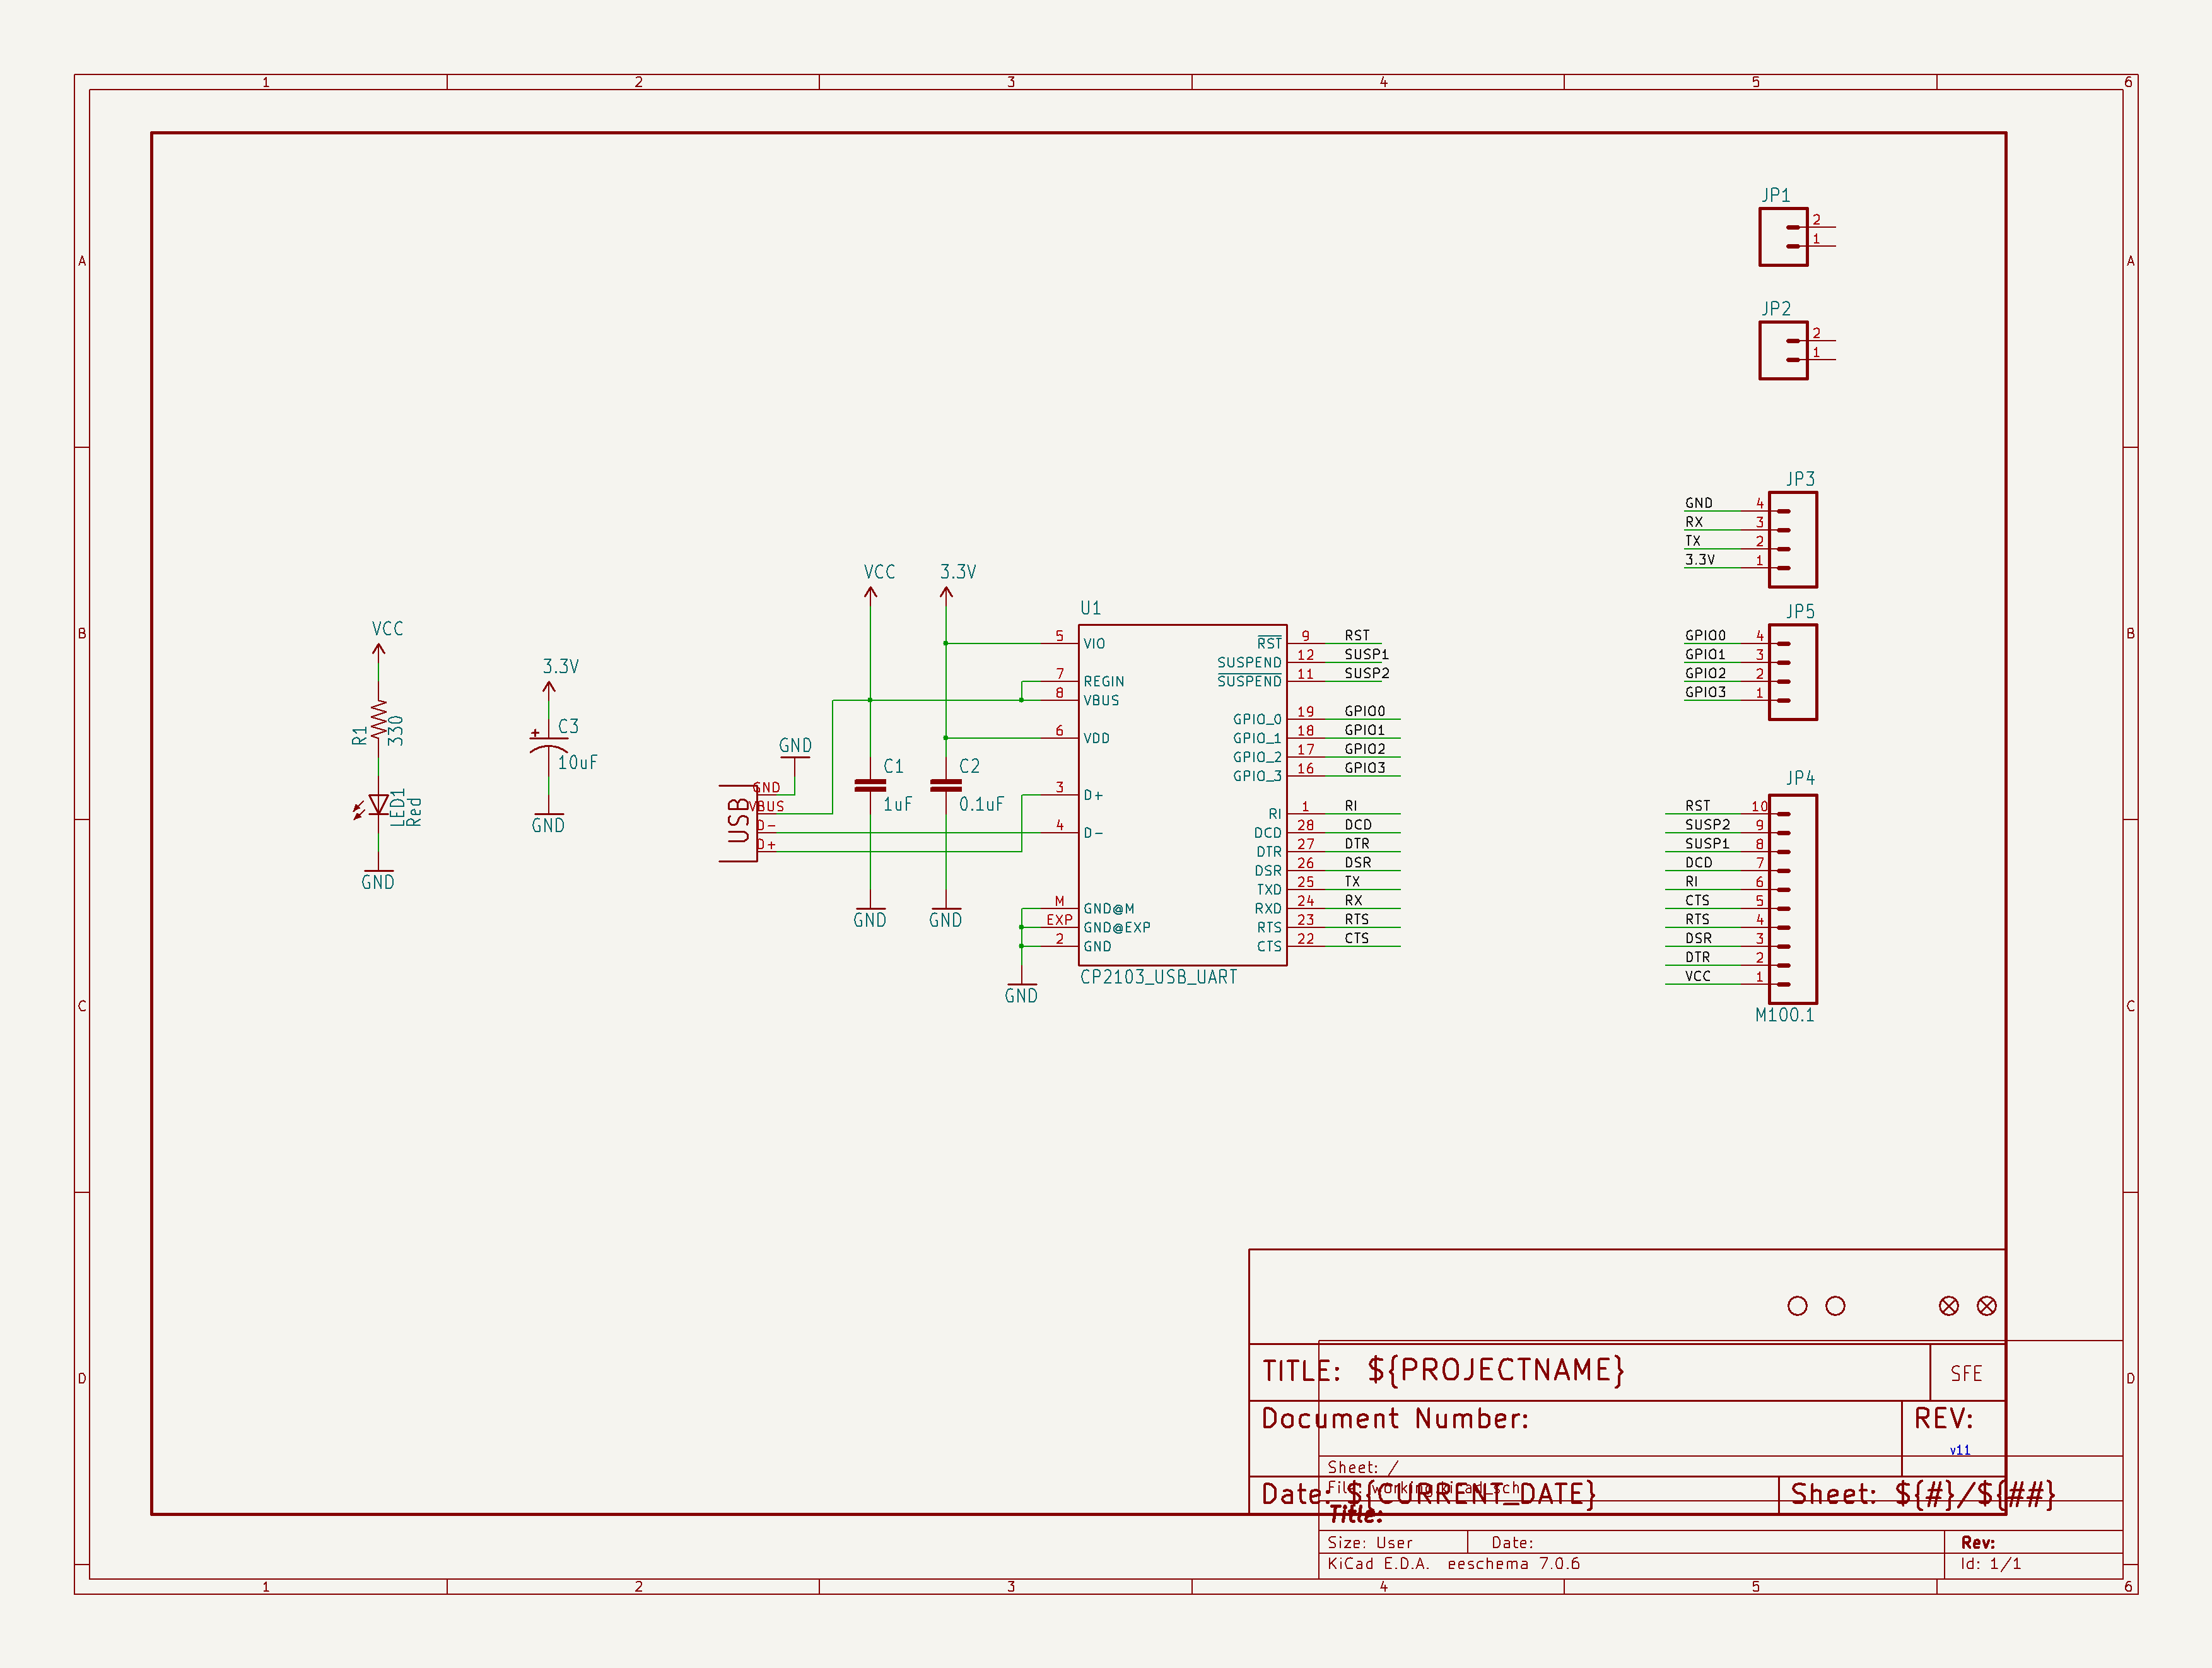 1 2 3 4 5 6
A A
B B
C C
D D
JP1
2
1
JP2
2
1
JP3
GND 4
RX 3
TX 2
3.3V 1
JP5
GPIO0 4
GPIO1 3
GPIO2 2
GPIO3 1
JP4
RST 10
SUSP2 9
SUSP1 8
DCD 7
RI 6
CTS 5
RTS 4
DSR 3
DTR 2
VCC 1
M100.1
VCC
R1
330
LED1
Red
GND
3.3V
C3
10uF
GND
USB
GND
VBUS
D-
D+
GND
VCC
C1
1uF
GND
3.3V
C2
0.1uF
GND
U1
5 VIO
7 REGIN
8 VBUS
6 VDD
3 D+
4 D-
M GND@M
EXP GND@EXP
2 GND
GND
RST 9 RST
SUSPEND 12 SUSP1
SUSPEND 11 SUSP2
GPIO_0 19 GPIO0
GPIO_1 18 GPIO1
GPIO_2 17 GPIO2
GPIO_3 16 GPIO3
RI 1 RI
DCD 28 DCD
DTR 27 DTR
DSR 26 DSR
TXD 25 TX
RXD 24 RX
RTS 23 RTS
CTS 22 CTS
CP2103_USB_UART
TITLE: ${PROJECTNAME}
SFE
Document Number:
REV:
v11
Sheet: /
File: working.kicad_sch
Date: ${CURRENT_DATE}
Sheet: ${#}/${##}
Title:
Size: User Date: Rev:
KiCad E.D.A. eeschema 7.0.6 Id: 1/1
1 2 3 4 5 6